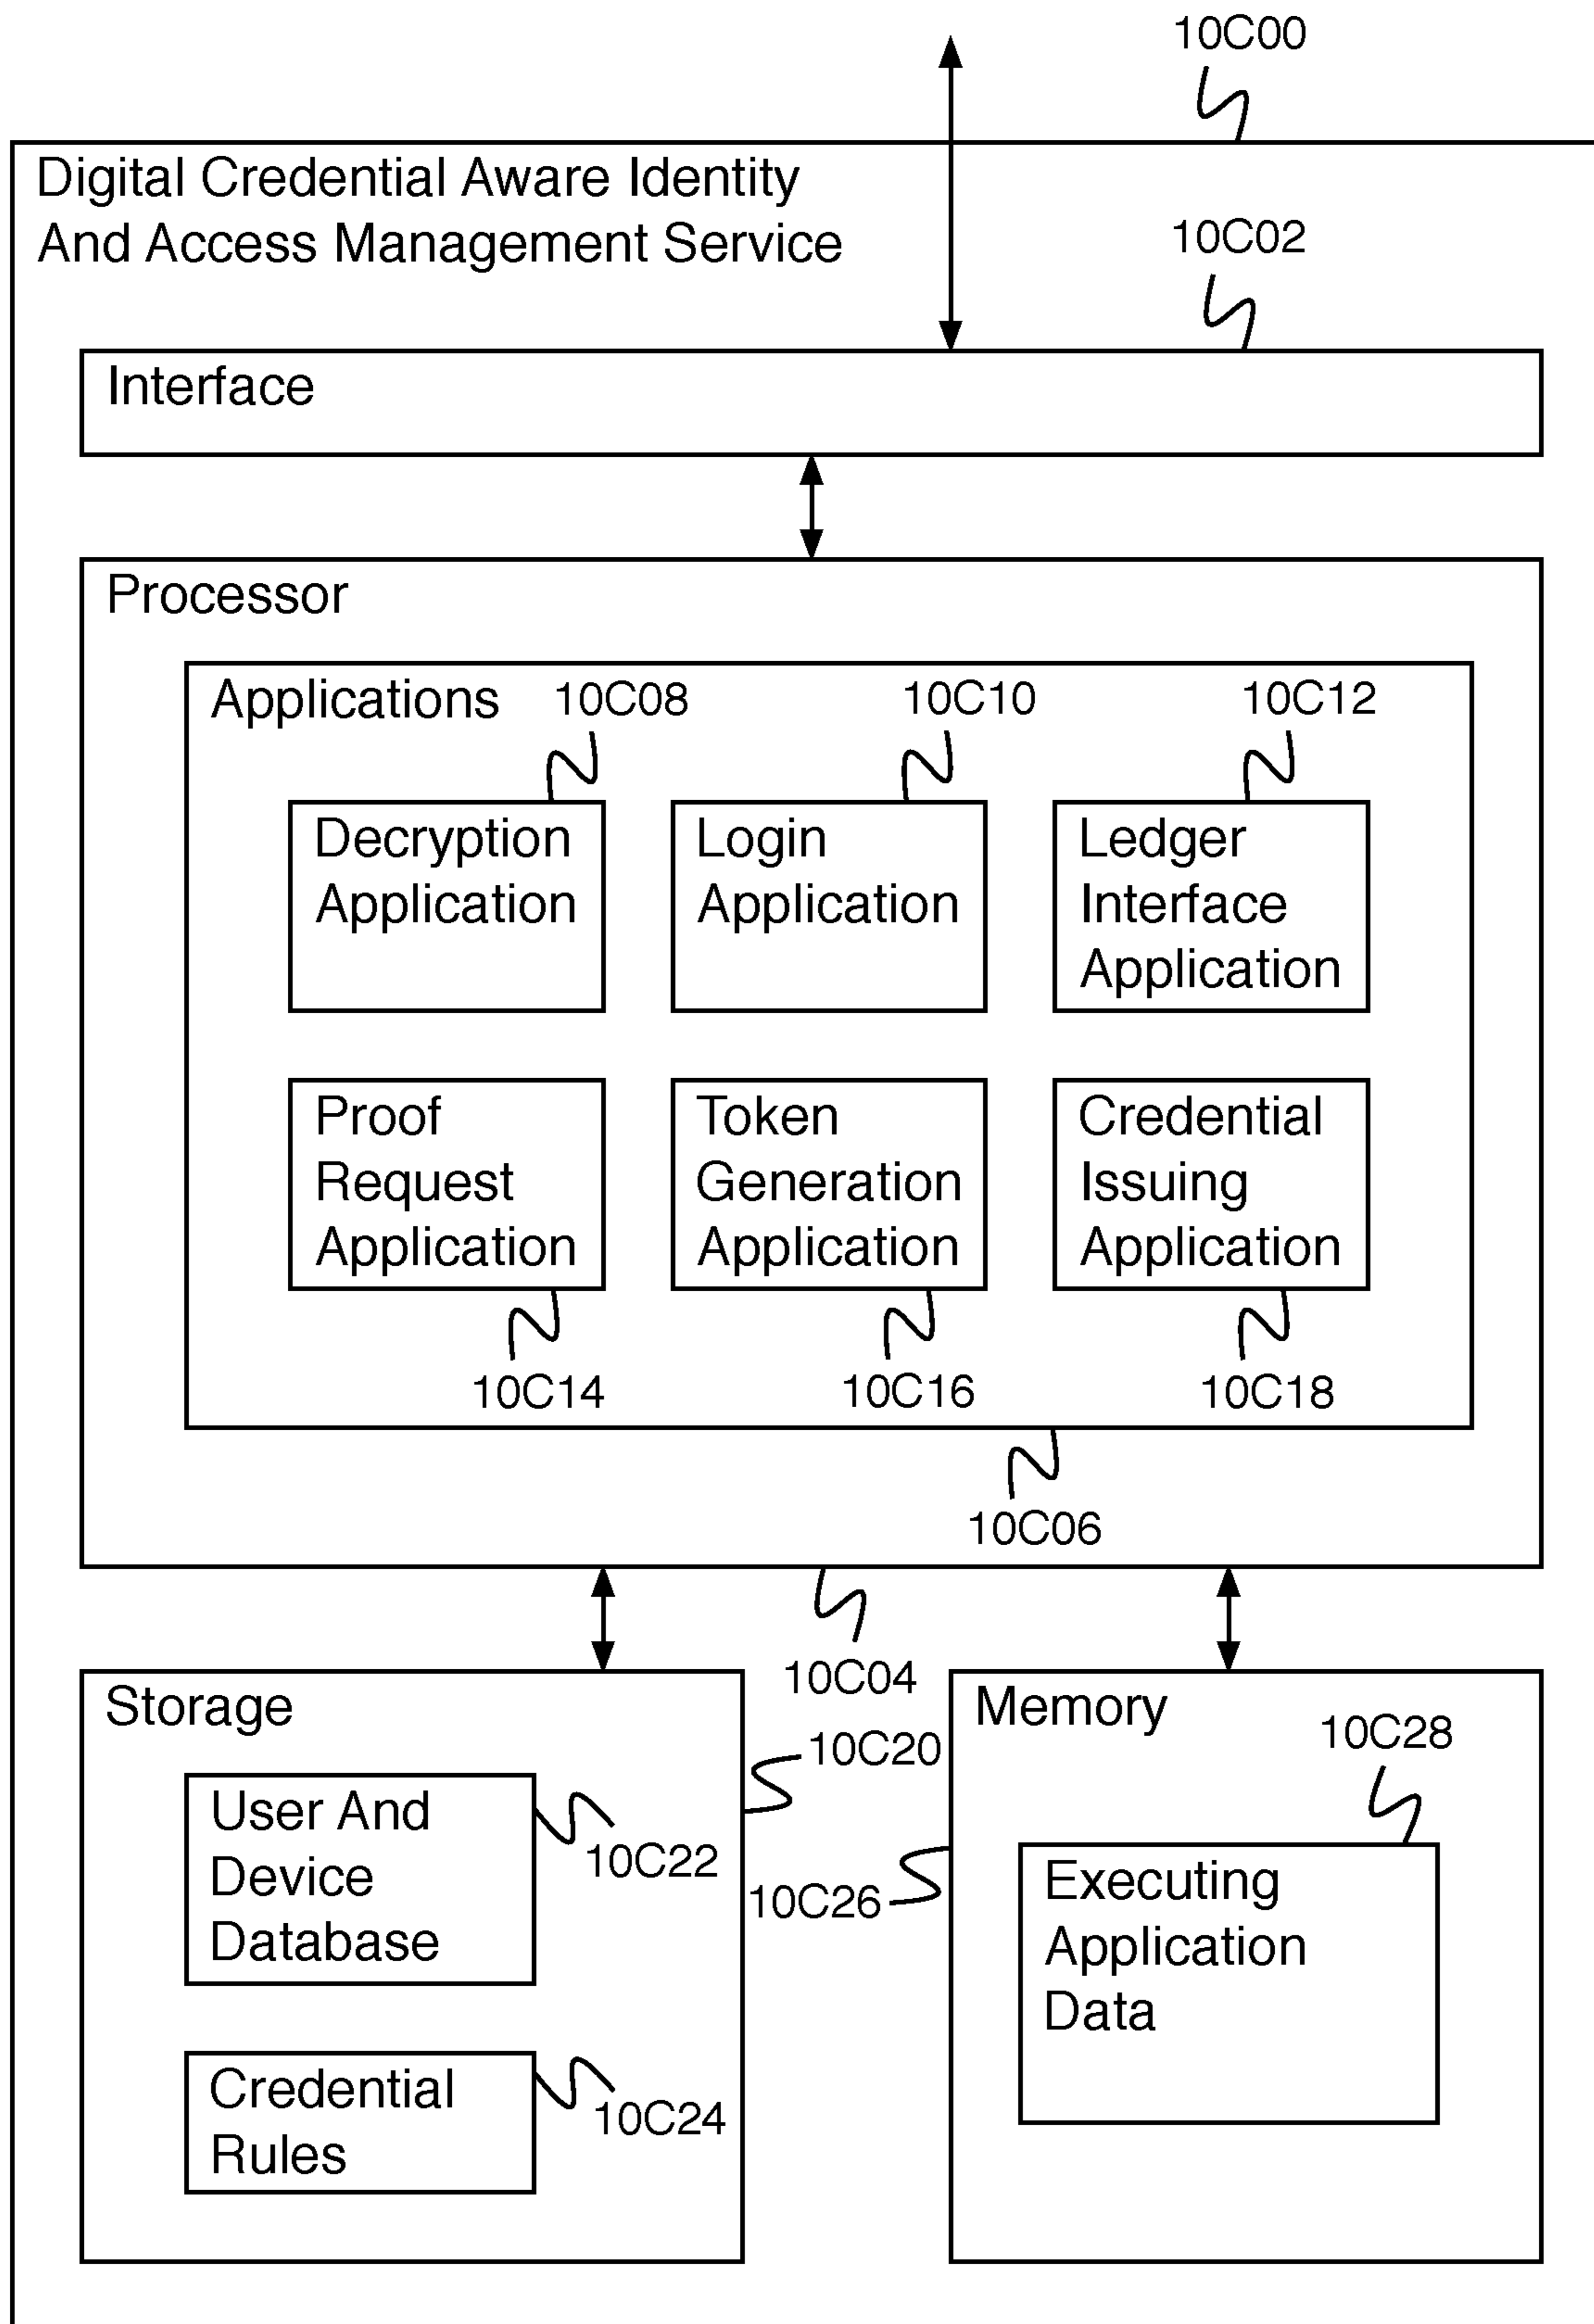 10C00
Digital Credential Aware Identity
And Access Management Service
10C02
Interface
Processor
Applications
10C08
10C10
10C12
Decryption
Application
Login
Application
Ledger
Interface
Application
Proof
Request
Application
Token
Generation
Application
Credential
Issuing
Application
10C14
10C16
10C18
10C06
10C04
Storage
10C20
User And
Device
Database
10C22
Credential
Rules
10C24
Memory
10C28
10C26
Executing
Application
Data